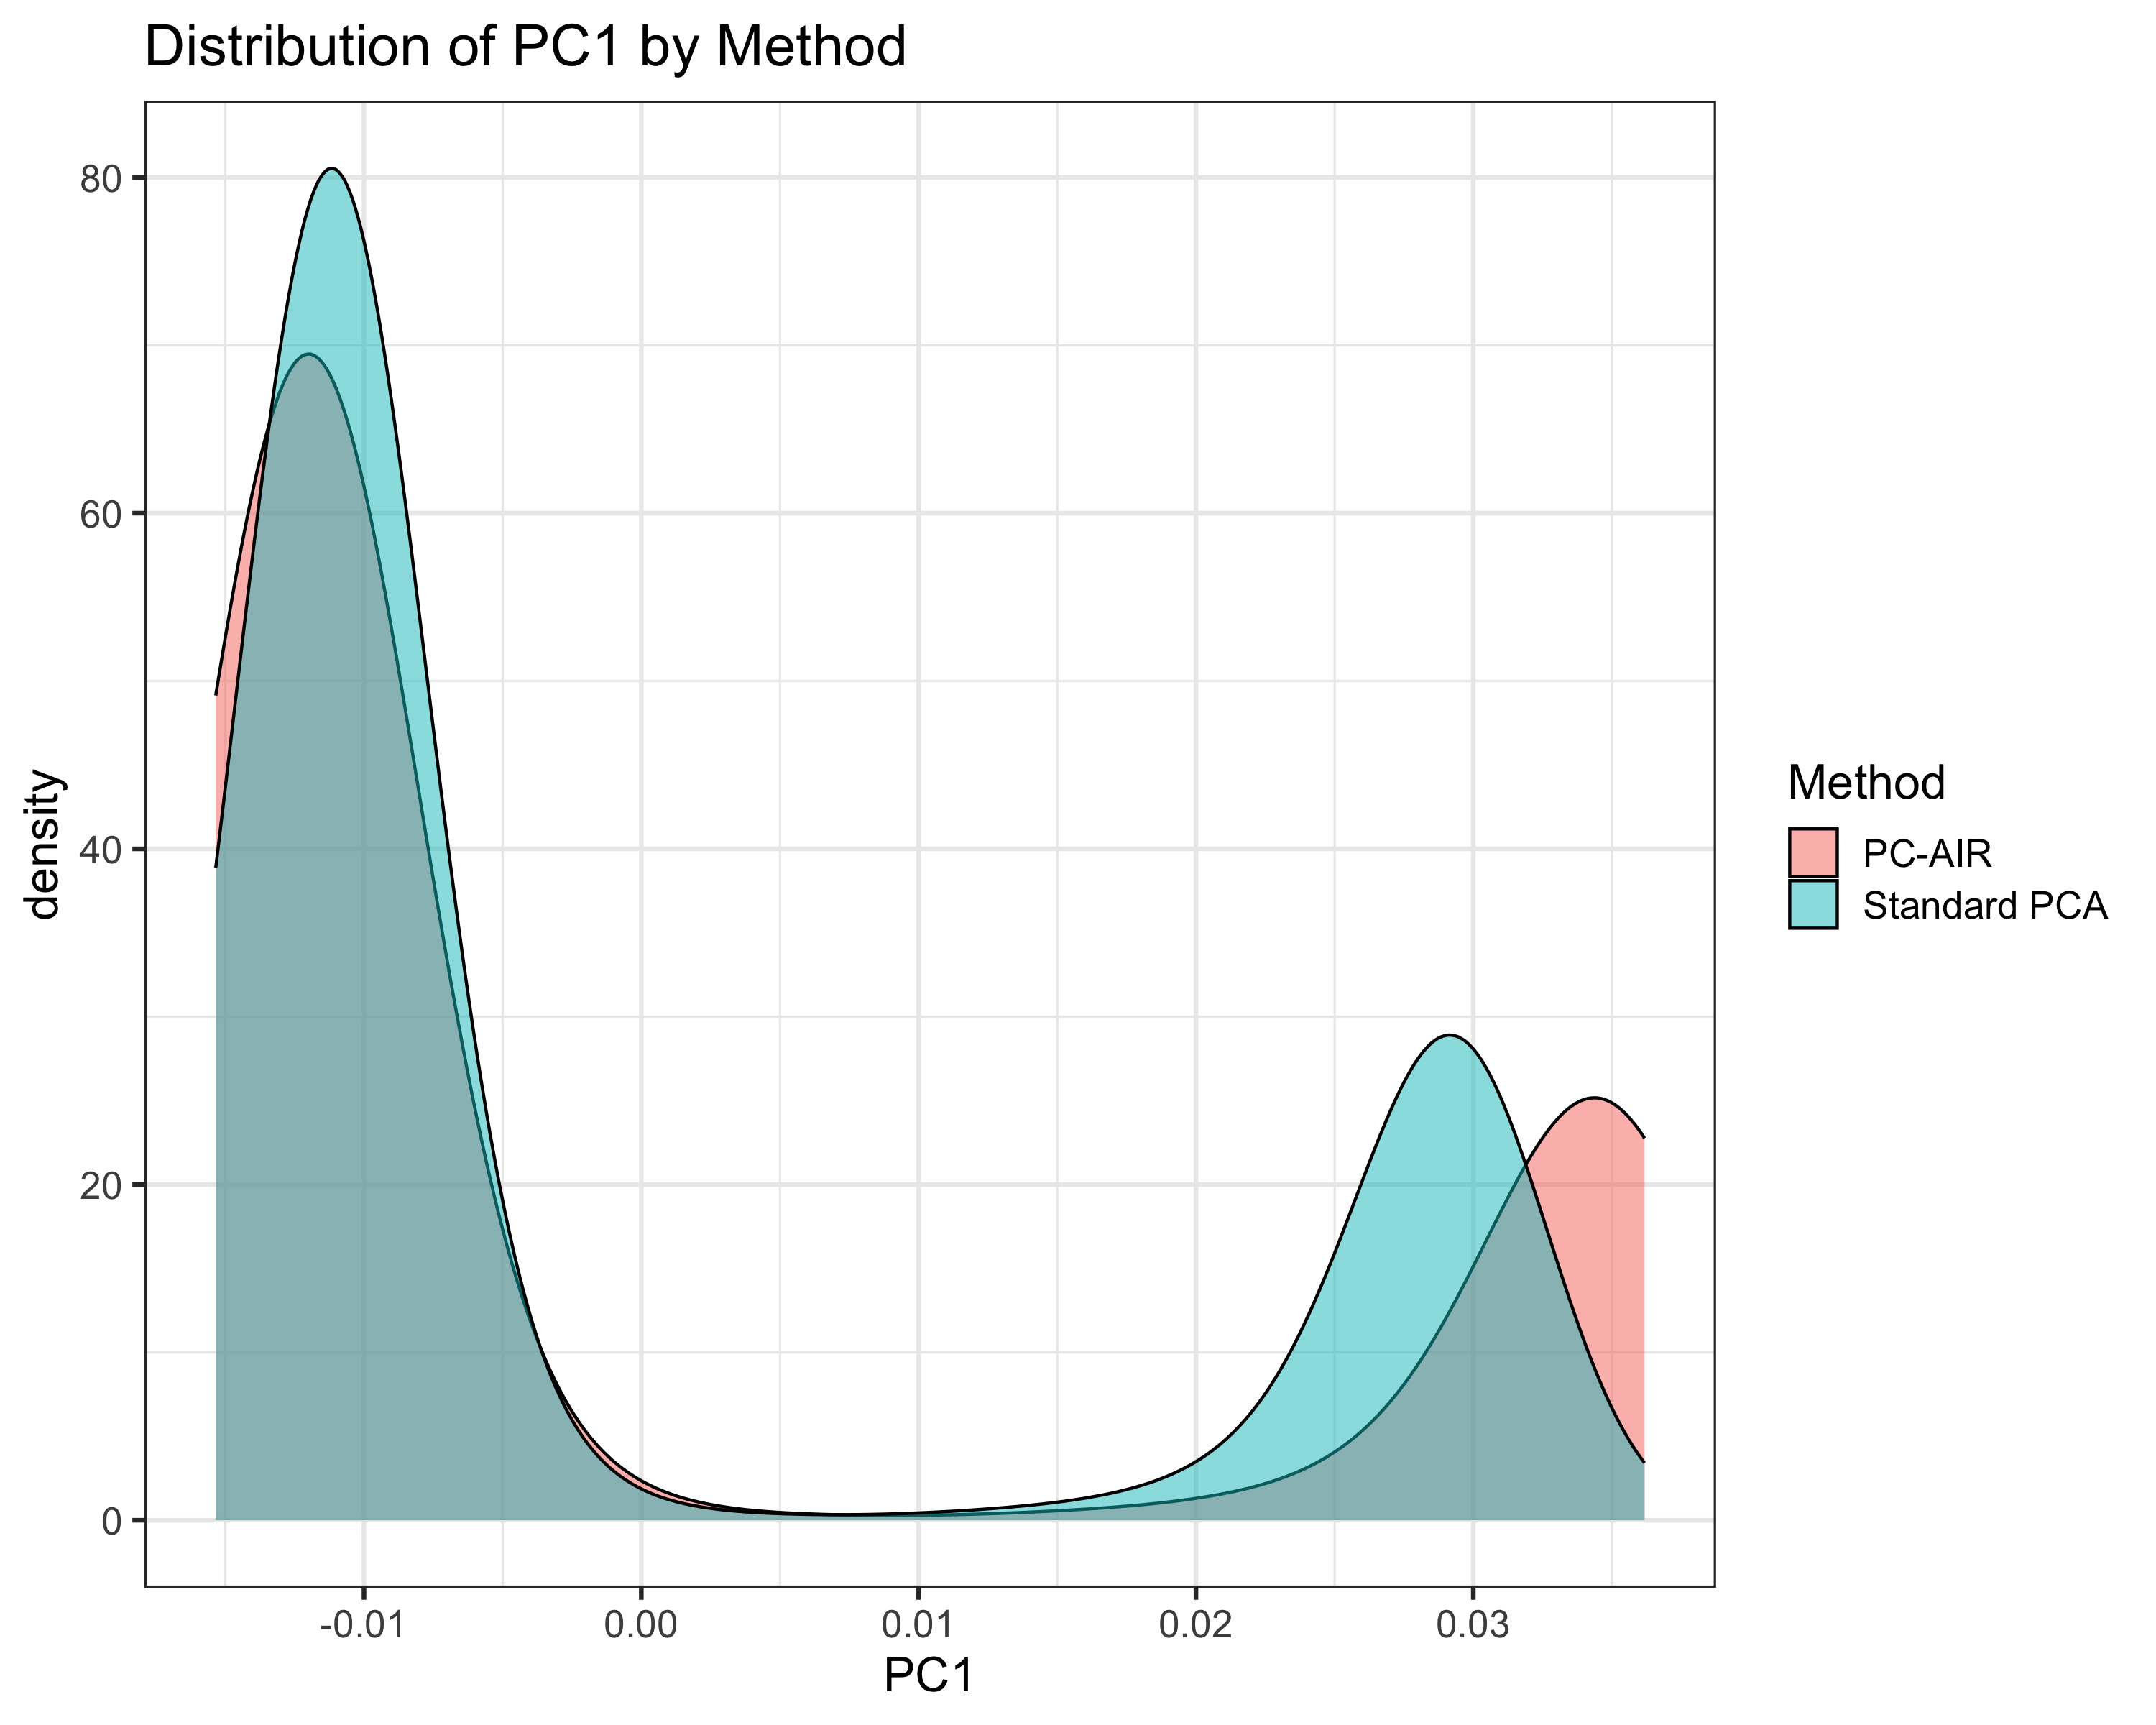 Distribution of PC1 by Method
80
60
40
20
0
density
-0.01
0.00
0.01
0.02
0.03
PC1
Method
PC-AIR
Standard PCA